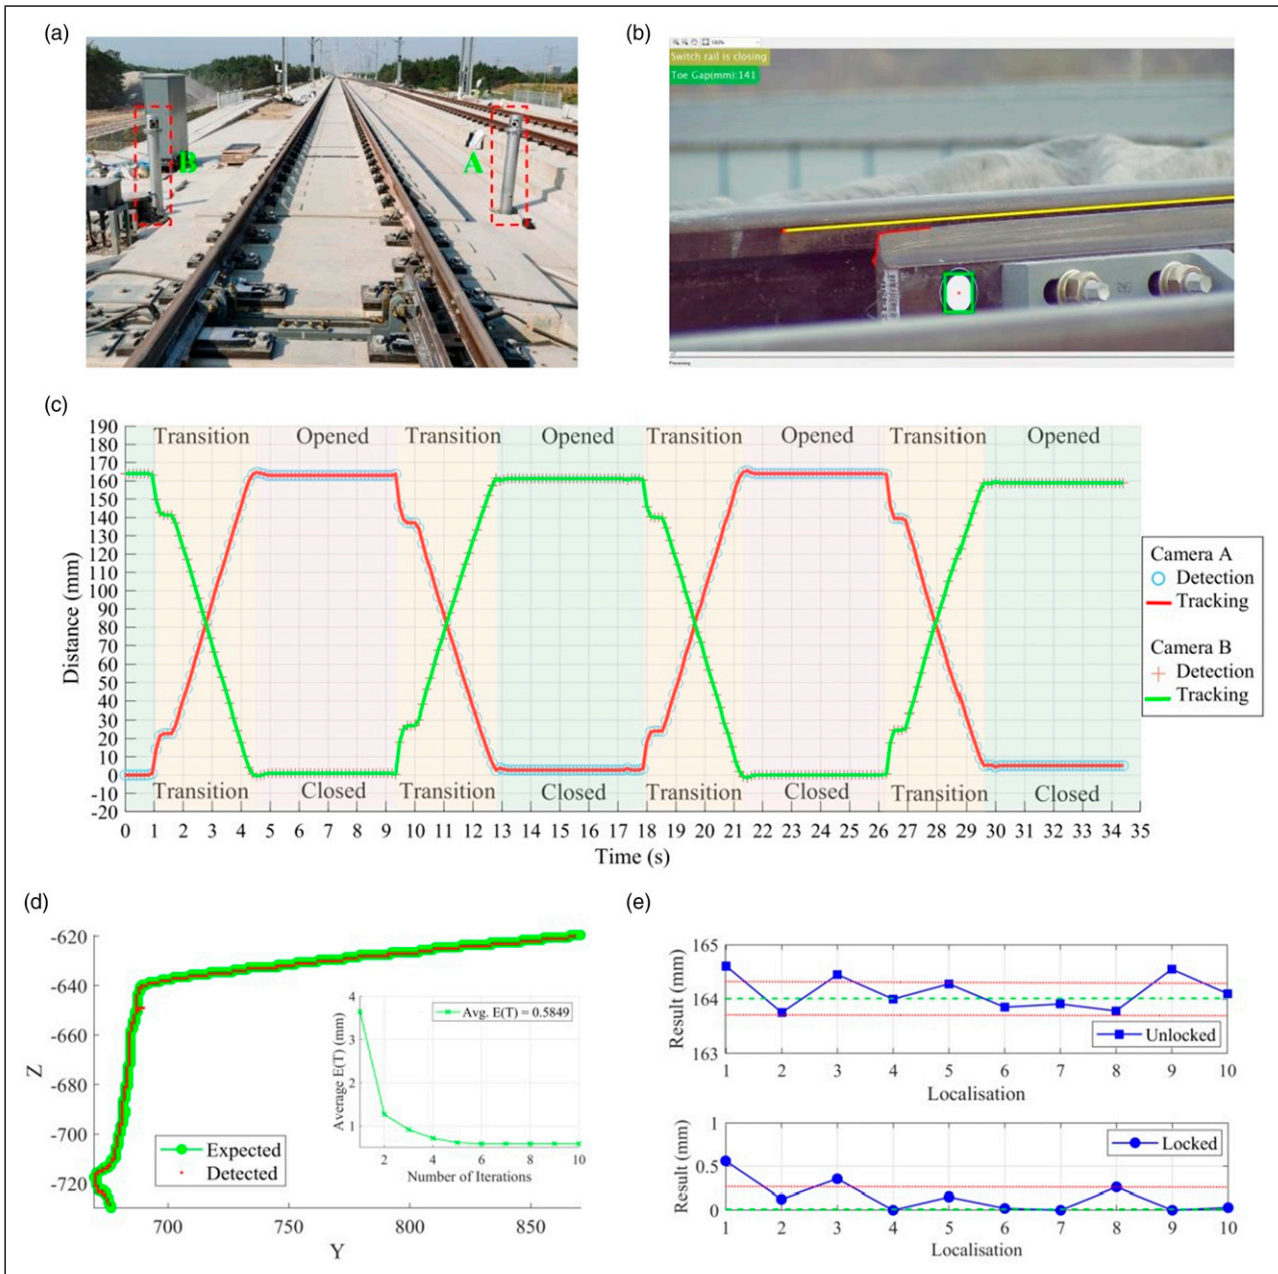 (a)
B
A
(b)
100%
Switch rail is closing
Toe Gap(mm):141
Processing
(c)
190
180
170
160
150
140
130
120
110
100
90
80
70
60
50
40
30
20
10
0
-10
-20
Distance (mm)
Transition Opened Transition Opened Transition Opened Transition Opened
Transition Closed Transition Closed Transition Closed Transition Closed
0 1 2 3 4 5 6 7 8 9 10 11 12 13 14 15 16 17 18 19 20 21 22 23 24 25 26 27 28 29 30 31 32 33 34 35
Time (s)
Camera A
Detection
Tracking
Camera B
Detection
Tracking
(d)
-620
-640
-660
-680
-700
-720
Z
700 750 800 850
Y
Expected
Detected
4
3
2
1
Average E(T) (mm)
Avg. E(T) = 0.5849
2 4 6 8 10
Number of Iterations
(e)
165
164
163
Result (mm)
Unlocked
1 2 3 4 5 6 7 8 9 10
Localisation
1
0.5
0
Result (mm)
Locked
1 2 3 4 5 6 7 8 9 10
Localisation